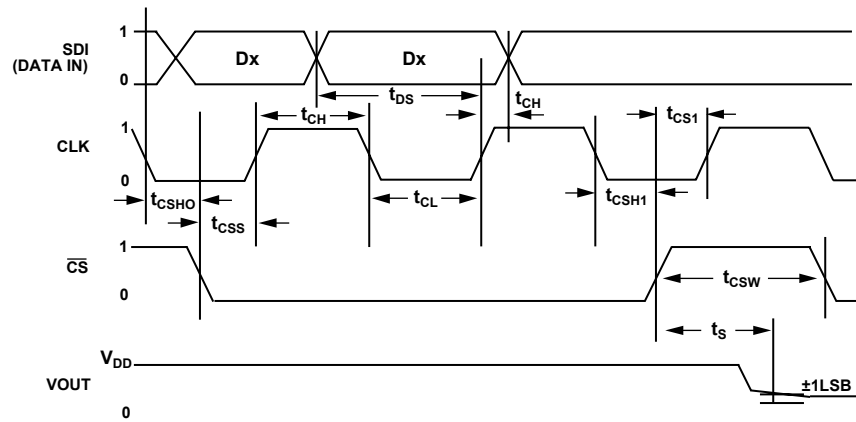 SDI
(DATA IN)
1
0
Dx
Dx
tDS
tCH
tCH
tCS1
CLK
1
0
tCSHO
tCSS
tCL
tCSH1
CS
1
0
tCSW
tS
VOUT
VDD
0
±1LSB